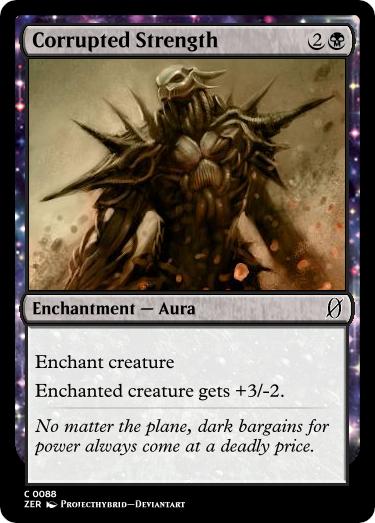 Corrupted Strength 2
Enchantment — Aura
Enchant creature
Enchanted creature gets +3/-2.
No matter the plane, dark bargains for
power always come at a deadly price.
C 0088
ZER Projecthybrid–Deviantart